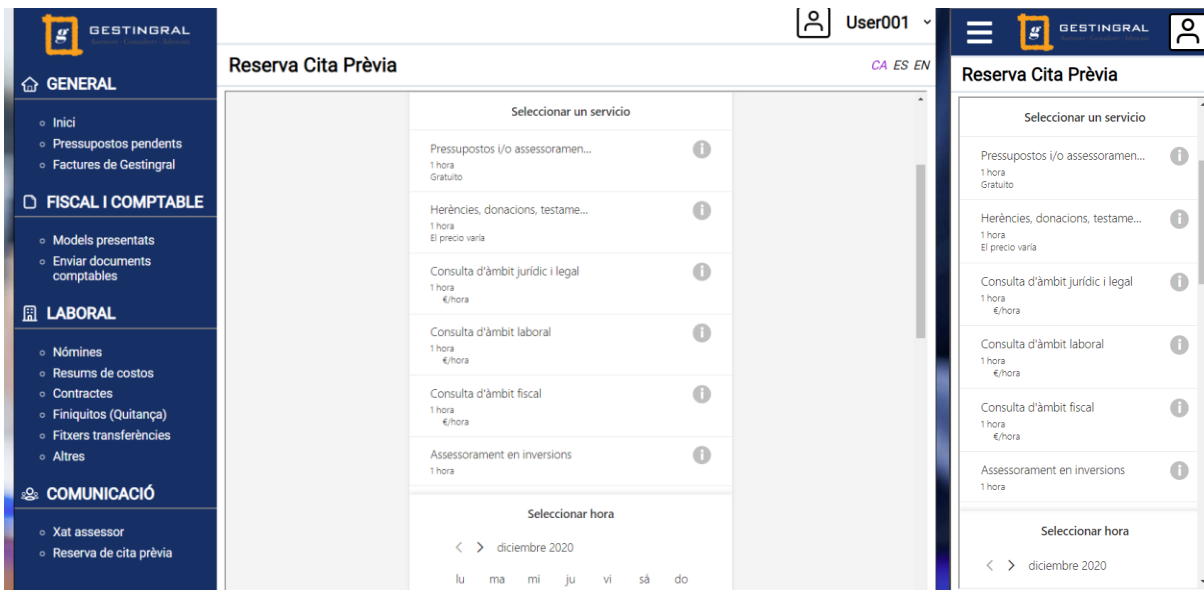 g GESTINGRAL
GENERAL
Inici
Pressupostos pendents
Factures de Gestingral
FISCAL I COMPTABLE
Models presentats
Enviar documents
comptables
LABORAL
Nómines
Resums de costos
Contractes
Finiquitos (Quitança)
Fitxers transferències
Altres
COMUNICACIÓ
Xat assessor
Reserva de cita prèvia
User001
Reserva Cita Prèvia
CA ES EN
Seleccionar un servicio
Pressupostos i/o assessoramen...
1 hora
Gratuito
Herències, donacions, testame...
1 hora
El precio varía
Consulta d'àmbit jurídic i legal
1 hora
€/hora
Consulta d'àmbit laboral
1 hora
€/hora
Consulta d'àmbit fiscal
1 hora
€/hora
Assessorament en inversions
1 hora
Seleccionar hora
diciembre 2020
lu ma mi ju vi sá do
g GESTINGRAL
Reserva Cita Prèvia
Seleccionar un servicio
Pressupostos i/o assessoramen...
1 hora
Gratuito
Herències, donacions, testame...
1 hora
El precio varía
Consulta d'àmbit jurídic i legal
1 hora
€/hora
Consulta d'àmbit laboral
1 hora
€/hora
Consulta d'àmbit fiscal
1 hora
€/hora
Assessorament en inversions
1 hora
Seleccionar hora
diciembre 2020